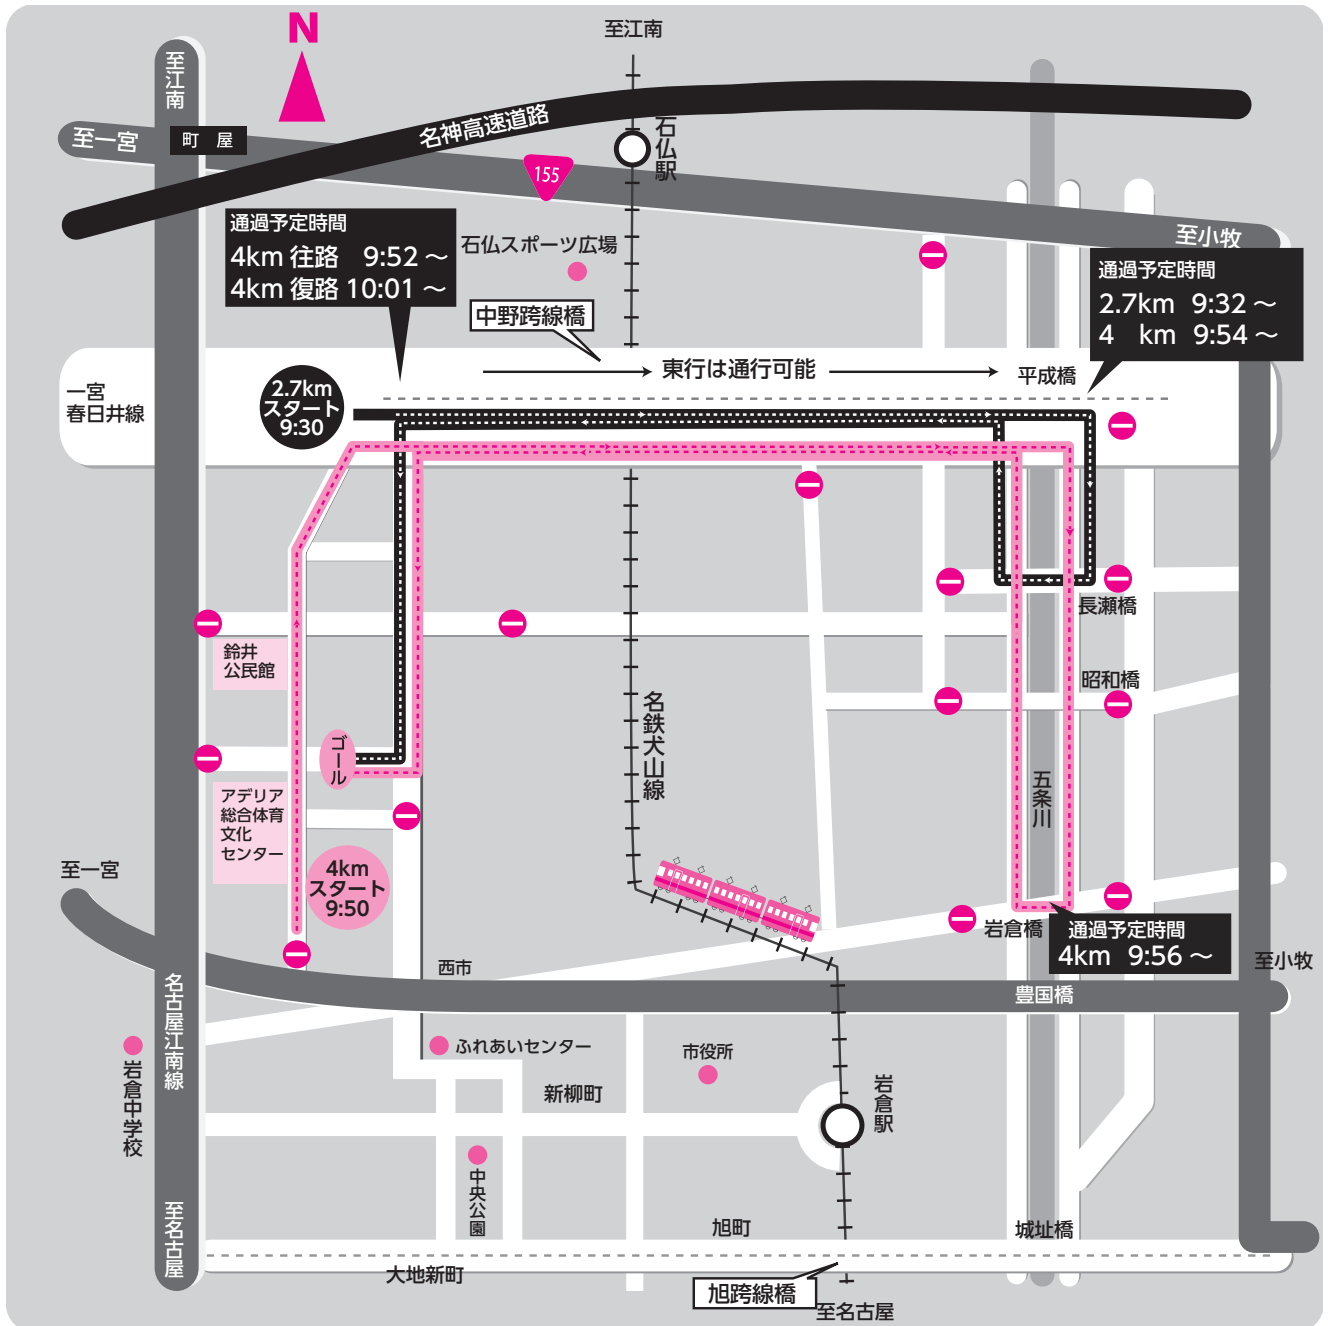 N
至江南
至江南
至一宮
町屋
名神高速道路
石仏駅
155
至小牧
通過予定時間
4km 往路 9:52 ～
4km 復路 10:01 ～
石仏スポーツ広場
中野跨線橋
通過予定時間
2.7km 9:32 ～
4 km 9:54 ～
東行は通行可能
平成橋
一宮
春日井線
2.7km
スタート
9:30
長瀬橋
鈴井
公民館
昭和橋
名鉄犬山線
ゴール
五条川
アデリア
総合体育
文化
センター
4km
スタート
9:50
至一宮
岩倉橋
通過予定時間
4km 9:56 ～
西市
至小牧
豊国橋
名古屋江南線
岩倉中学校
ふれあいセンター
市役所
新柳町
岩倉駅
中央公園
至名古屋
旭町
城址橋
大地新町
旭跨線橋
至名古屋